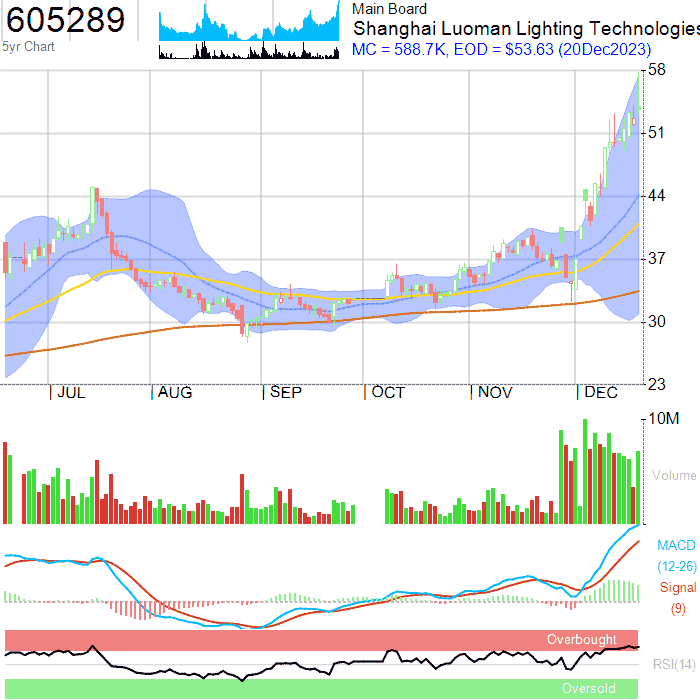 605289
5yr Chart
Main Board
Shanghai Luoman Lighting Technologies
MC = 588.7K, EOD = $53.63 (20Dec2023)
58
51
44
37
30
23
JUL AUG SEP OCT NOV DEC
10M
Volume
MACD
(12-26)
Signal
(9)
Overbought
RSI(14)
Oversold